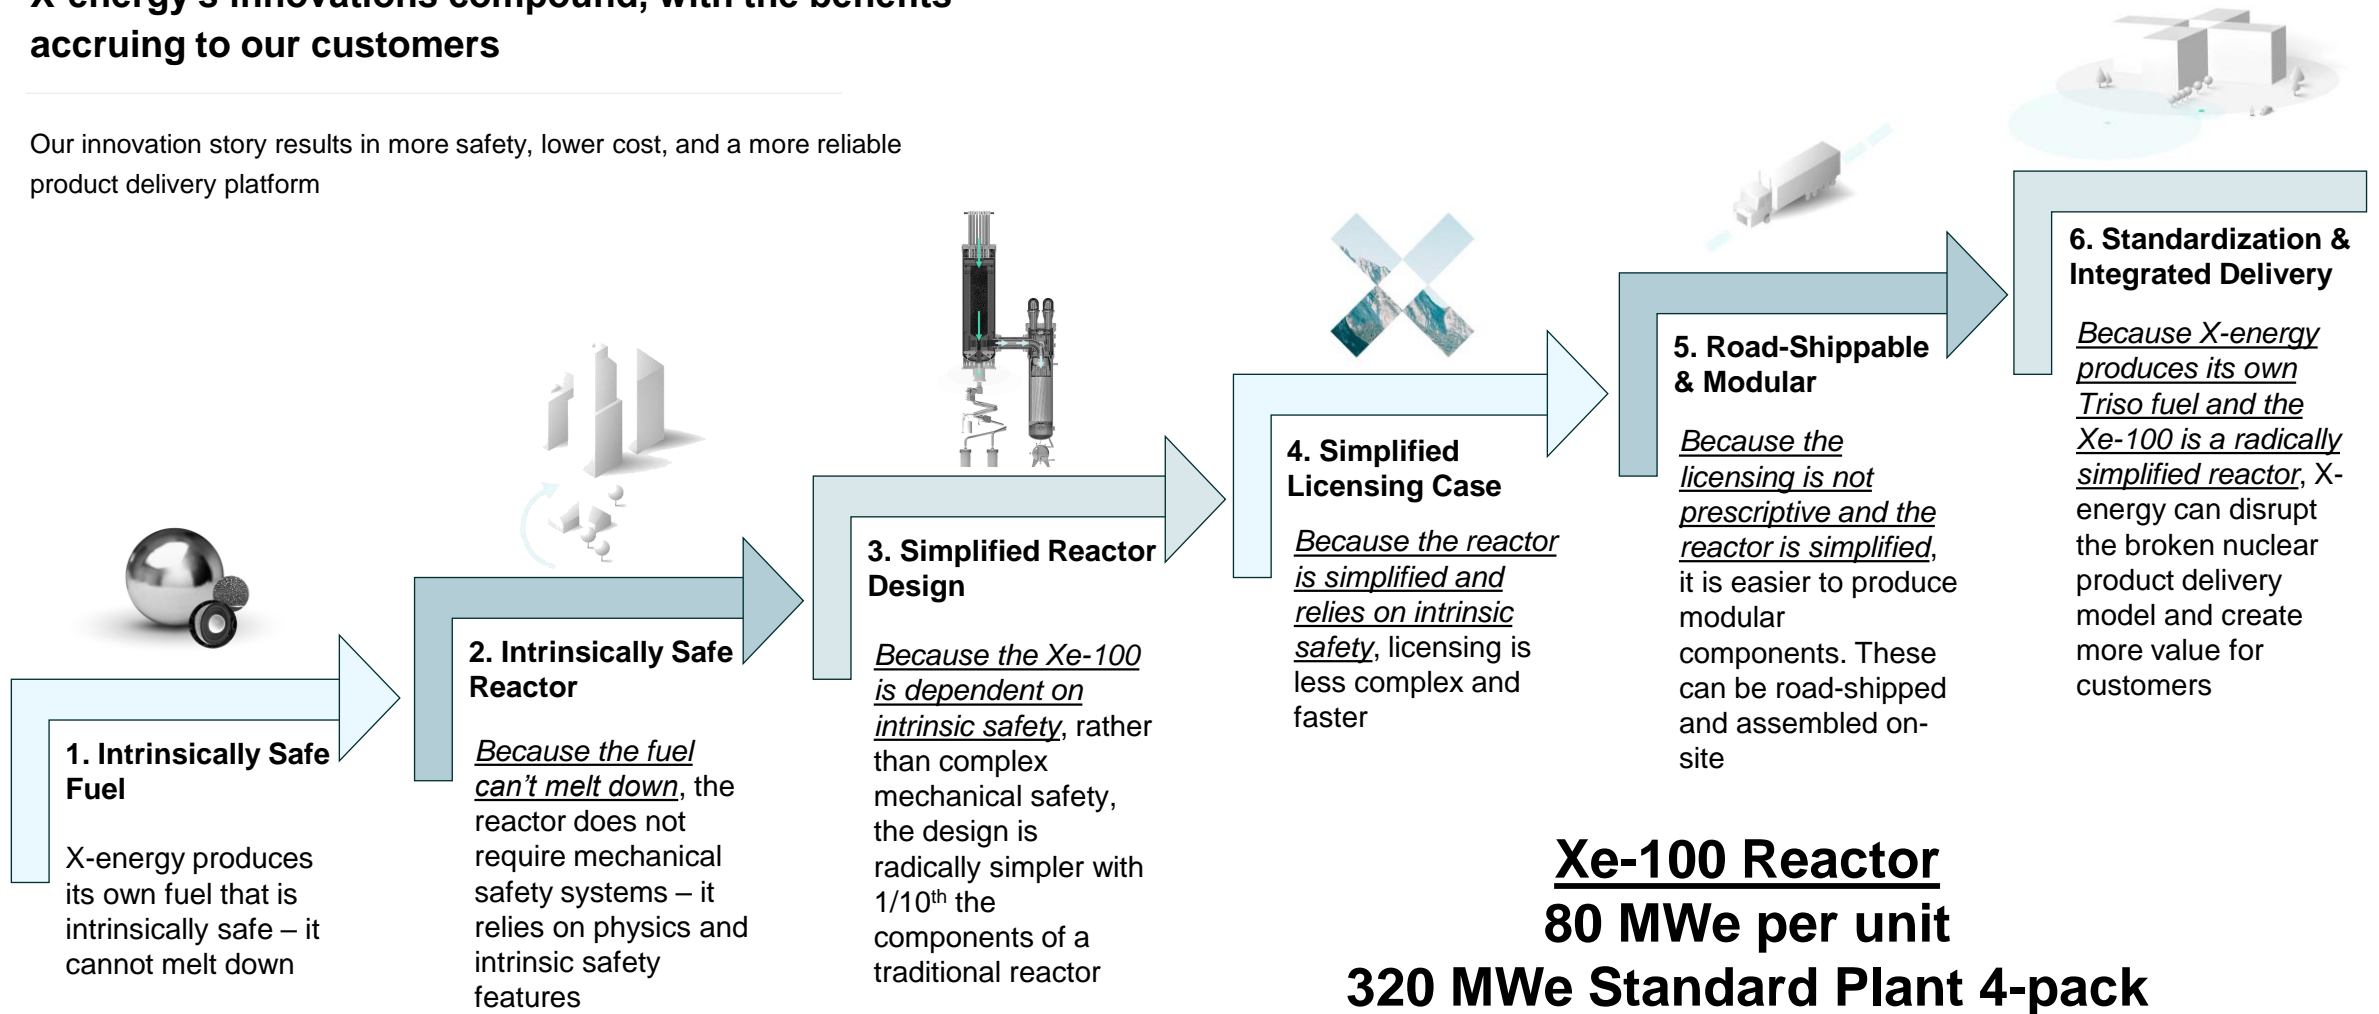 X-energy's innovations compound, with the benefits
accruing to our customers
Our innovation story results in more safety, lower cost, and a more reliable
product delivery platform
1. Intrinsically Safe
Fuel
X-energy produces
its own fuel that is
intrinsically safe – it
cannot melt down
2. Intrinsically Safe
Reactor
Because the fuel
can't melt down, the
reactor does not
require mechanical
safety systems – it
relies on physics and
intrinsic safety
features
3. Simplified Reactor
Design
Because the Xe-100
is dependent on
intrinsic safety, rather
than complex
mechanical safety,
the design is
radically simpler with
1/10th the
components of a
traditional reactor
4. Simplified
Licensing Case
Because the reactor
is simplified and
relies on intrinsic
safety, licensing is
less complex and
faster
5. Road-Shippable
& Modular
Because the
licensing is not
prescriptive and the
reactor is simplified,
it is easier to produce
modular
components. These
can be road-shipped
and assembled on-
site
6. Standardization &
Integrated Delivery
Because X-energy
produces its own
Triso fuel and the
Xe-100 is a radically
simplified reactor, X-
energy can disrupt
the broken nuclear
product delivery
model and create
more value for
customers
Xe-100 Reactor
80 MWe per unit
320 MWe Standard Plant 4-pack